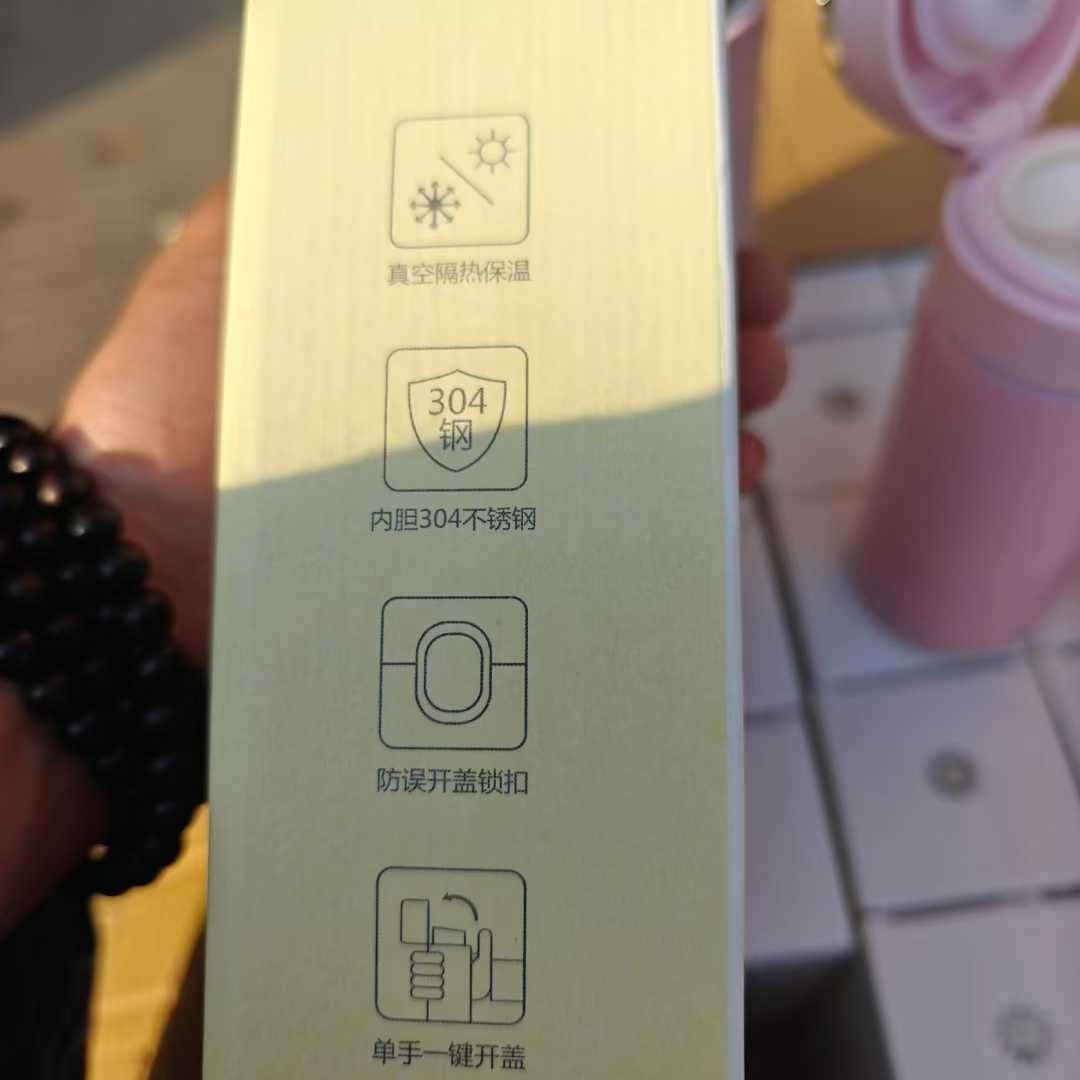 真空隔热保温
304
钢
内胆304不锈钢
防误开盖锁扣
单手一键开盖